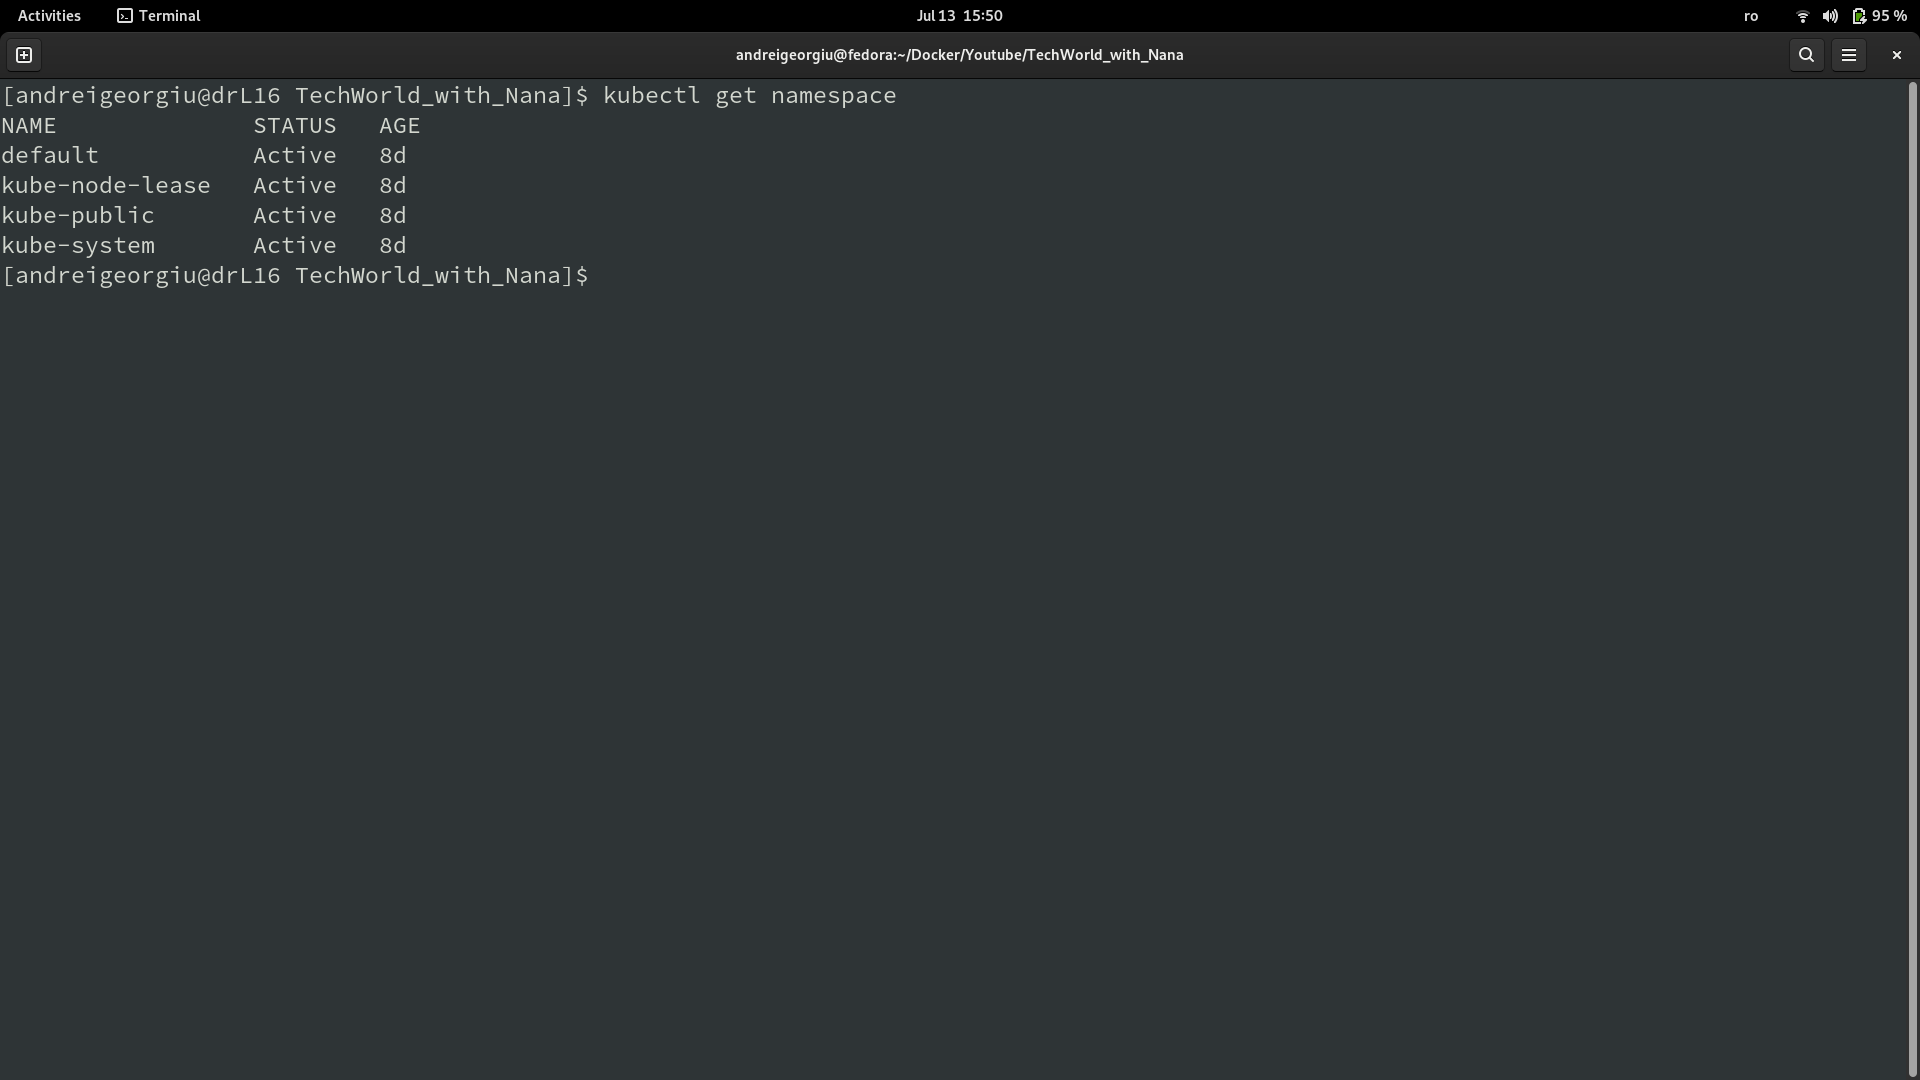 Activities Terminal Jul 13 15:50 ro 95 %
andreigeorgiu@fedora:~/Docker/Youtube/TechWorld_with_Nana
[andreigeorgiu@drL16 TechWorld_with_Nana]$ kubectl get namespace
NAME              STATUS   AGE
default           Active   8d
kube-node-lease   Active   8d
kube-public       Active   8d
kube-system       Active   8d
[andreigeorgiu@drL16 TechWorld_with_Nana]$